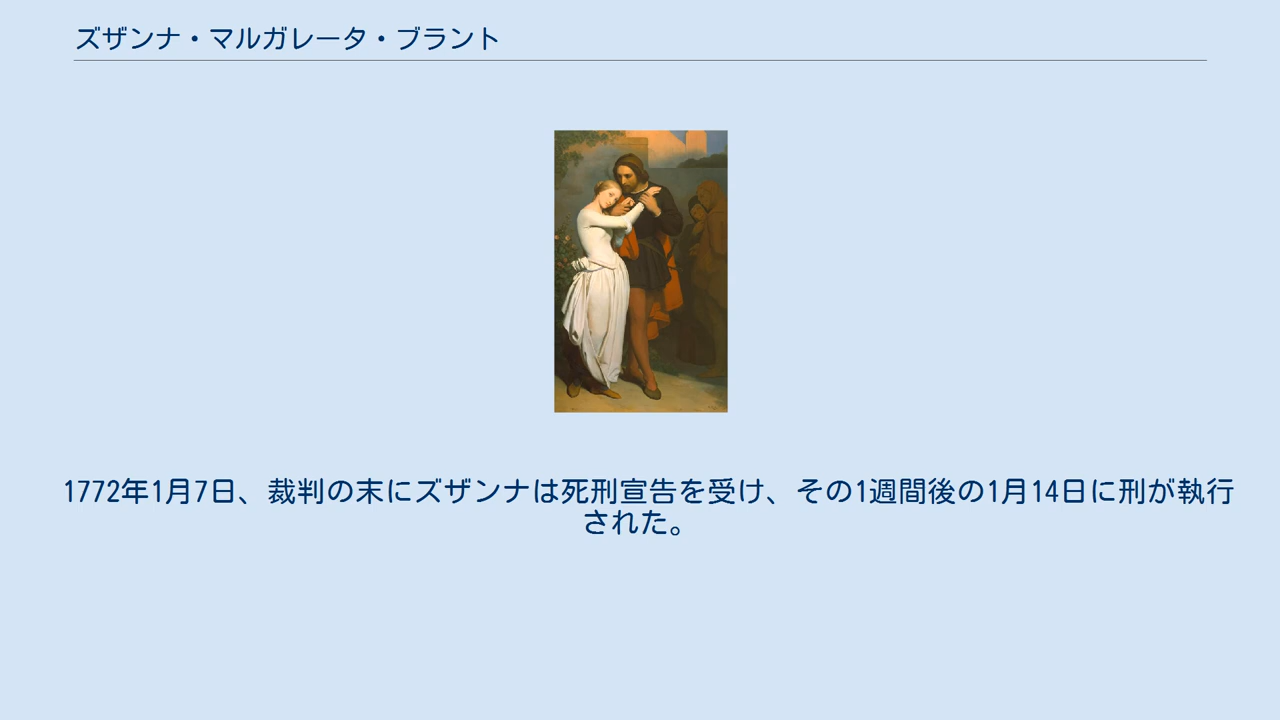 ズザンナ・マルガレータ・ブラント
1772年1月7日、裁判の末にズザンナは死刑宣告を受け、その1週間後の1月14日に刑が執行
された。